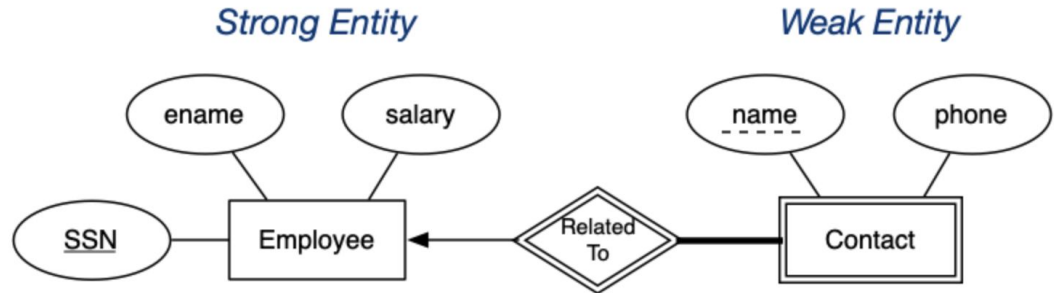 Strong Entity
Weak Entity
ename
salary
name
phone
SSN
Employee
Related
To
Contact